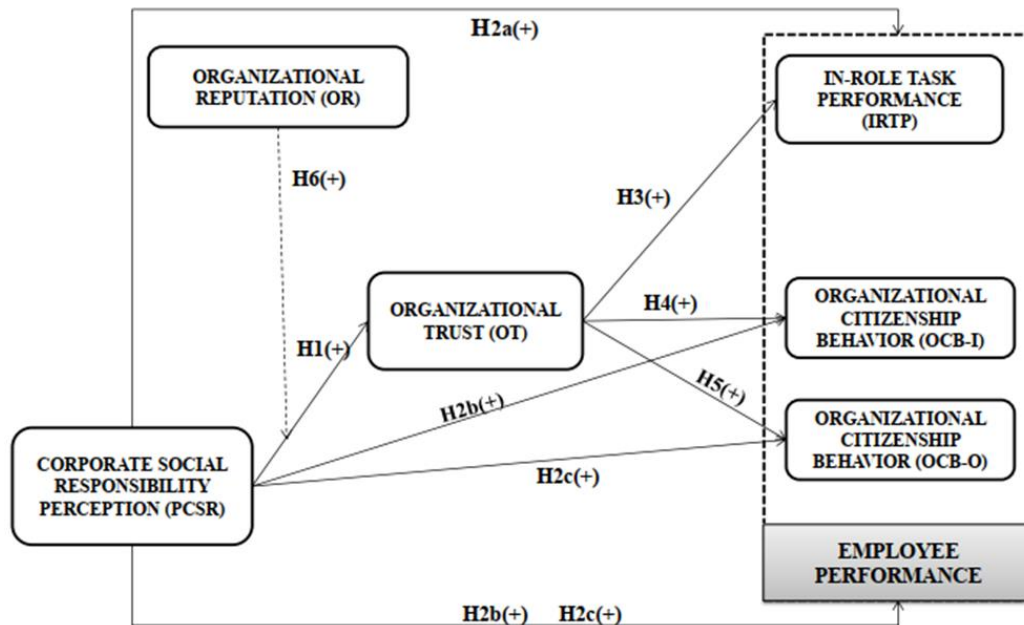 H2a(+)
ORGANIZATIONAL
REPUTATION (OR)
IN-ROLE TASK
PERFORMANCE
(IRTP)
H6(+)
H3(+)
ORGANIZATIONAL
TRUST (OT)
H4(+)
ORGANIZATIONAL
CITIZENSHIP
BEHAVIOR (OCB-I)
H1(+)
H2b(+)
H5(+)
ORGANIZATIONAL
CITIZENSHIP
BEHAVIOR (OCB-O)
CORPORATE SOCIAL
RESPONSIBILITY
PERCEPTION (PCSR)
H2c(+)
EMPLOYEE
PERFORMANCE
H2b(+) H2c(+)